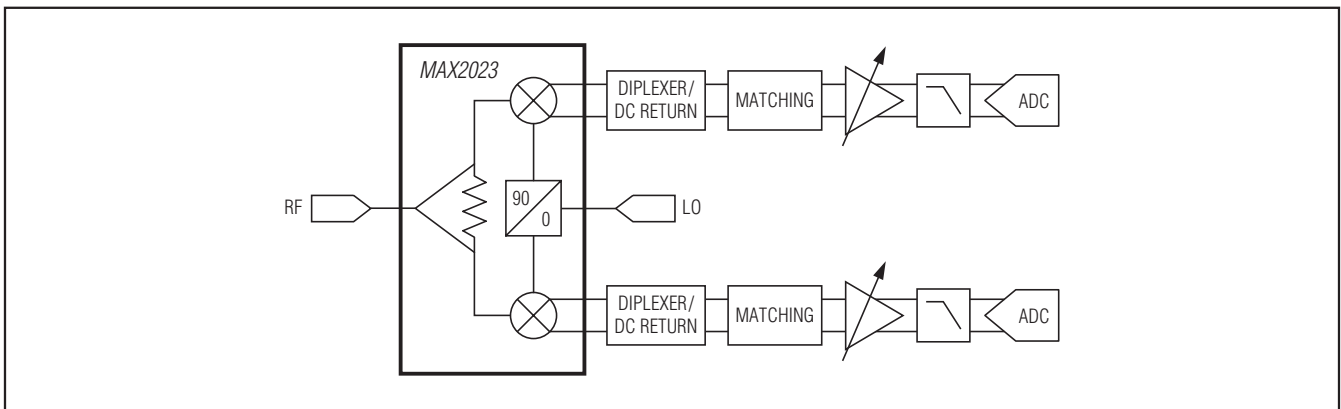 MAX2023
DIPLEXER/
DC RETURN
MATCHING
ADC
RF
90
0
LO
DIPLEXER/
DC RETURN
MATCHING
ADC